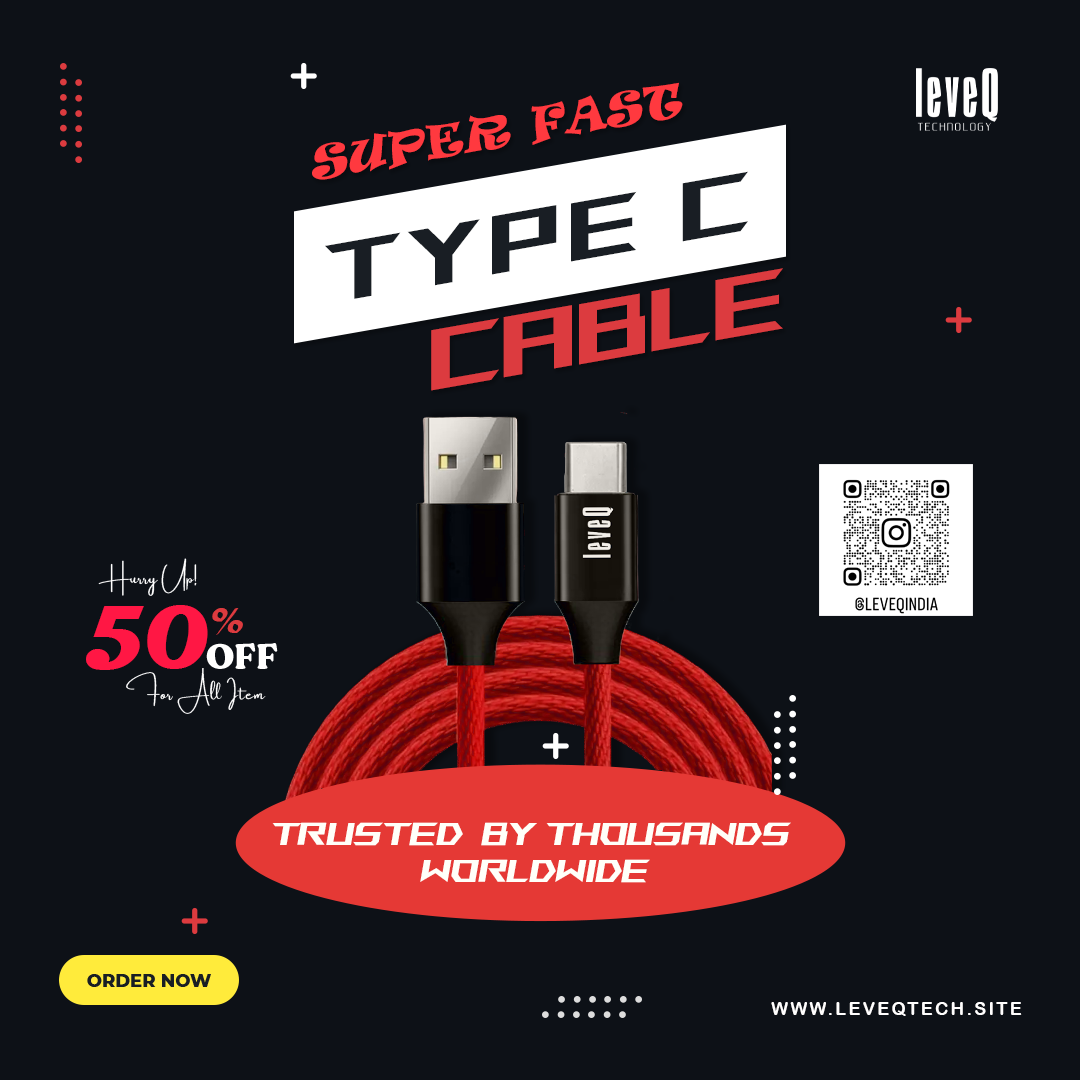 leveQ
TECHNOLOGY
SUPER FAST
TYPE C
CABLE
leveQ
@LEVEQINDIA
Hurry Up!
50%
OFF
For All Item
TRUSTED BY THOUSANDS
WORLDWIDE
ORDER NOW
WWW.LEVEQTECH.SITE